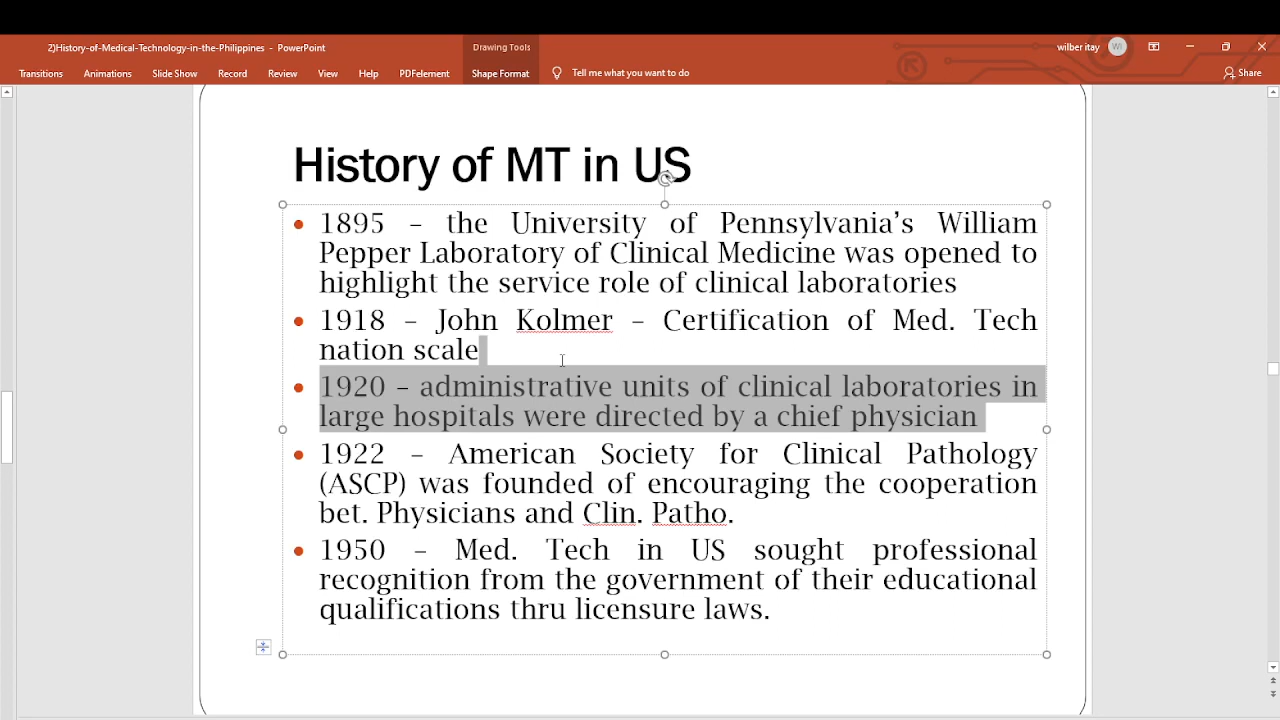 Z)History-of-Medical-Technology-in-the-Philippines - PowerPoint
Drawing Tools
wilber itay
WI
Transitions Animations Slide Show Record Review View Help PDFelement Shape Format Tell me what you want to do Share
History of MT in US
• 1895 – the University of Pennsylvania’s William
Pepper Laboratory of Clinical Medicine was opened to
highlight the service role of clinical laboratories
• 1918 – John Kolmer – Certification of Med. Tech
nation scale
• 1920 – administrative units of clinical laboratories in
large hospitals were directed by a chief physician
• 1922 – American Society for Clinical Pathology
(ASCP) was founded of encouraging the cooperation
bet. Physicians and Clin. Patho.
• 1950 – Med. Tech in US sought professional
recognition from the government of their educational
qualifications thru licensure laws.